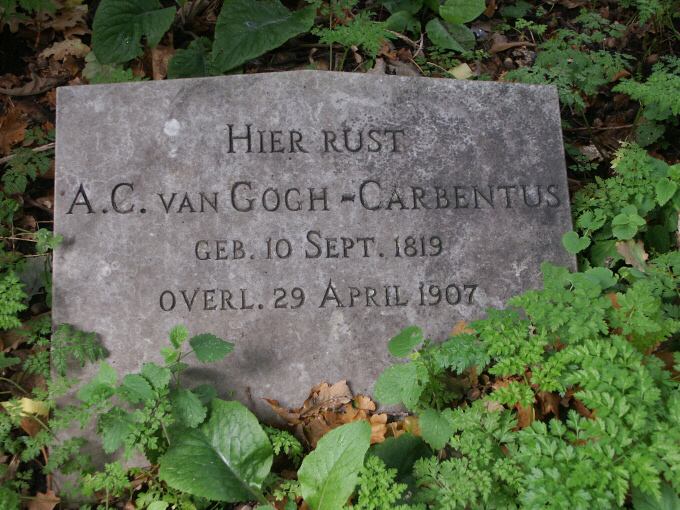 HIER RUST
A.C. VAN GOGH-CARBENTUS
GEB. 10 SEPT. 1819
OVERL. 29 APRIL 1907